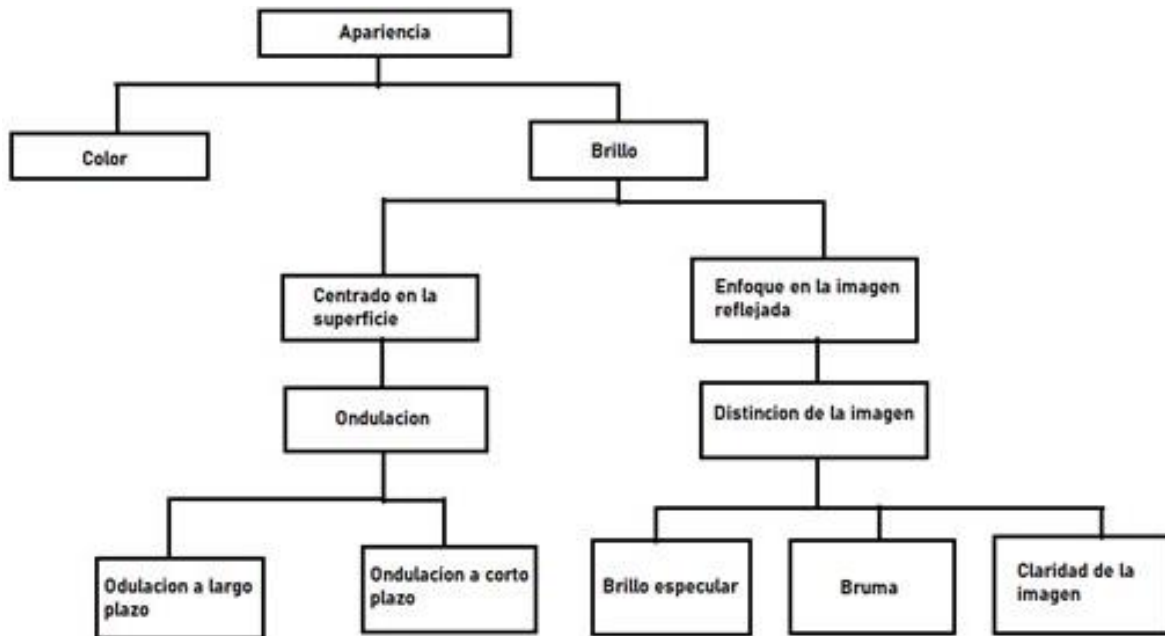 Apariencia
Color
Brillo
Centrado en la
superficie
Enfoque en la imagen
reflejada
Ondulacion
Distincion de la imagen
Odulacion a largo
plazo
Ondulacion a corto
plazo
Brillo especular
Bruma
Claridad de la
imagen